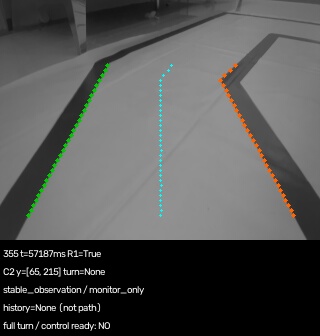 355 t=57187ms R1=True
C2 y=[65, 215] turn=None
stable_observation / monitor_only
history=None (not path)
full turn / control ready: NO